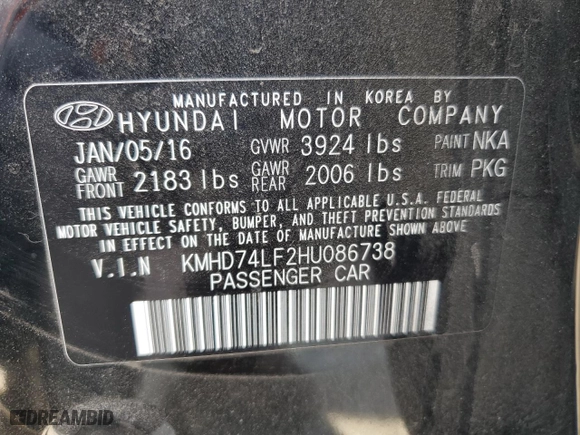 MANUFACTURED IN KOREA BY
HYUNDAI MOTOR COMPANY
JAN/05/16 GVWR 3924 lbs PAINT NKA
GAWR FRONT 2183 lbs GAWR REAR 2006 lbs TRIM PKG
THIS VEHICLE CONFORMS TO ALL APPLICABLE U.S.A. FEDERAL
MOTOR VEHICLE SAFETY, BUMPER, AND THEFT PREVENTION STANDARDS
IN EFFECT ON THE DATE OF MANUFACTURE SHOWN ABOVE
V.I.N KMHD74LF2HU086738
PASSENGER CAR
DREAMBID